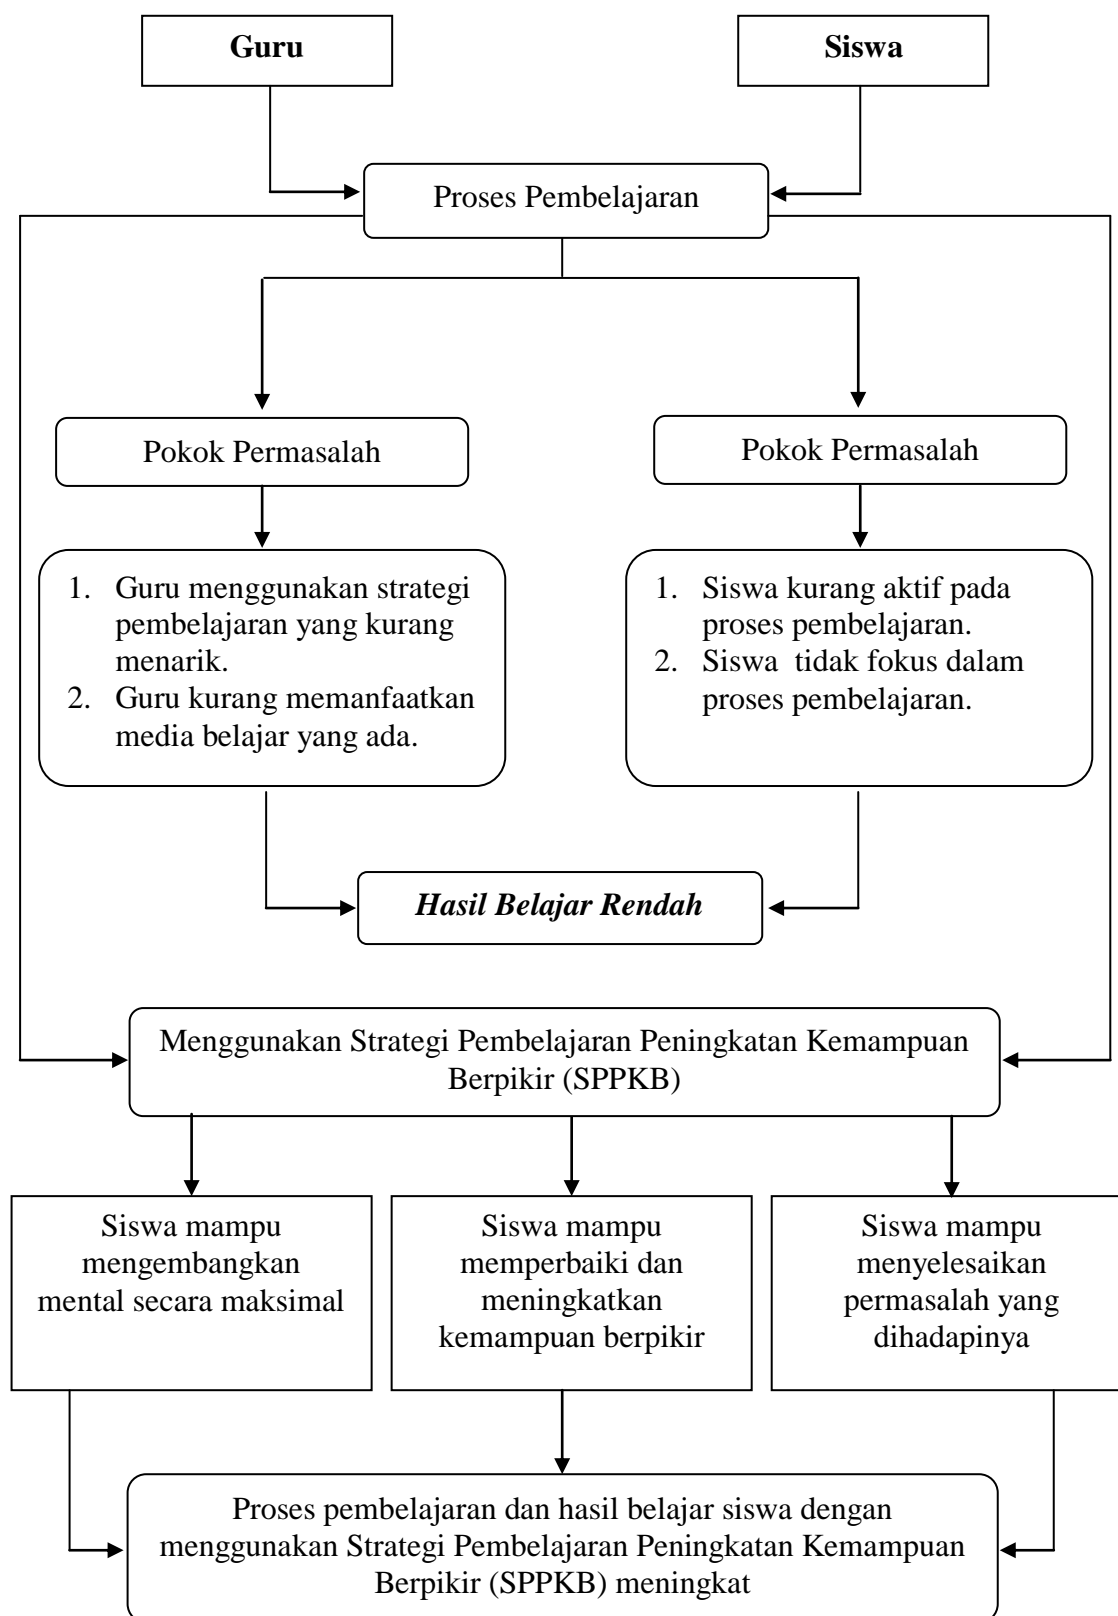 Guru
Siswa
Proses Pembelajaran
Pokok Permasalah
Pokok Permasalah
1. Guru menggunakan strategi
pembelajaran yang kurang
menarik.
2. Guru kurang memanfaatkan
media belajar yang ada.
1. Siswa kurang aktif pada
proses pembelajaran.
2. Siswa tidak fokus dalam
proses pembelajaran.
Hasil Belajar Rendah
Menggunakan Strategi Pembelajaran Peningkatan Kemampuan
Berpikir (SPPKB)
Siswa mampu
mengembangkan
mental secara maksimal
Siswa mampu
memperbaiki dan
meningkatkan
kemampuan berpikir
Siswa mampu
menyelesaikan
permasalah yang
dihadapinya
Proses pembelajaran dan hasil belajar siswa dengan
menggunakan Strategi Pembelajaran Peningkatan Kemampuan
Berpikir (SPPKB) meningkat